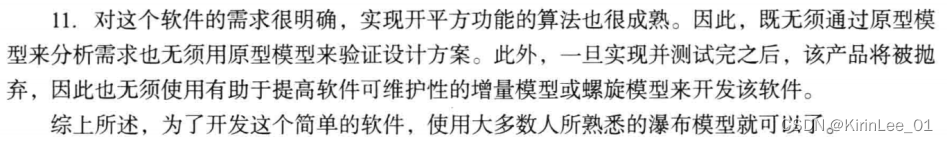 11. 对这个软件的需求很明确，实现开平方功能的算法也很成熟。因此，既无须通过原型模
型来分析需求也无须用原型模型来验证设计方案。此外，一旦实现并测试完之后，该产品将被抛
弃，因此也无须使用有助于提高软件可维护性的增量模型或螺旋模型来开发该软件。
综上所述，为了开发这个简单的软件，使用大多数人所熟悉的瀑布模型就可以了。
CSDN @KirinLee_01